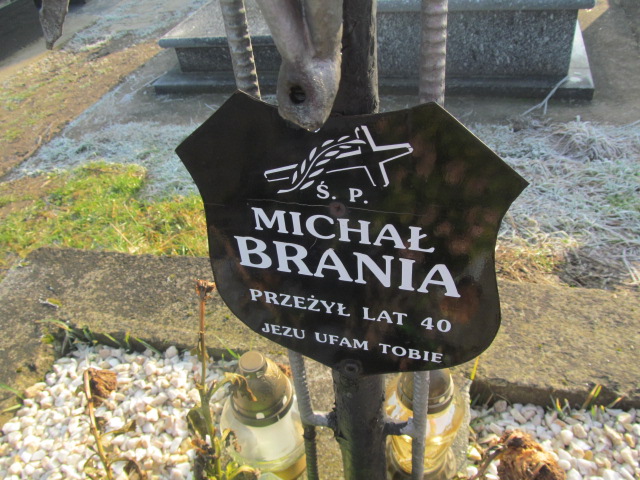 Ś. P.
MICHAŁ
BRANIA
PRZEŻYŁ LAT 40
JEZU UFAM TOBIE